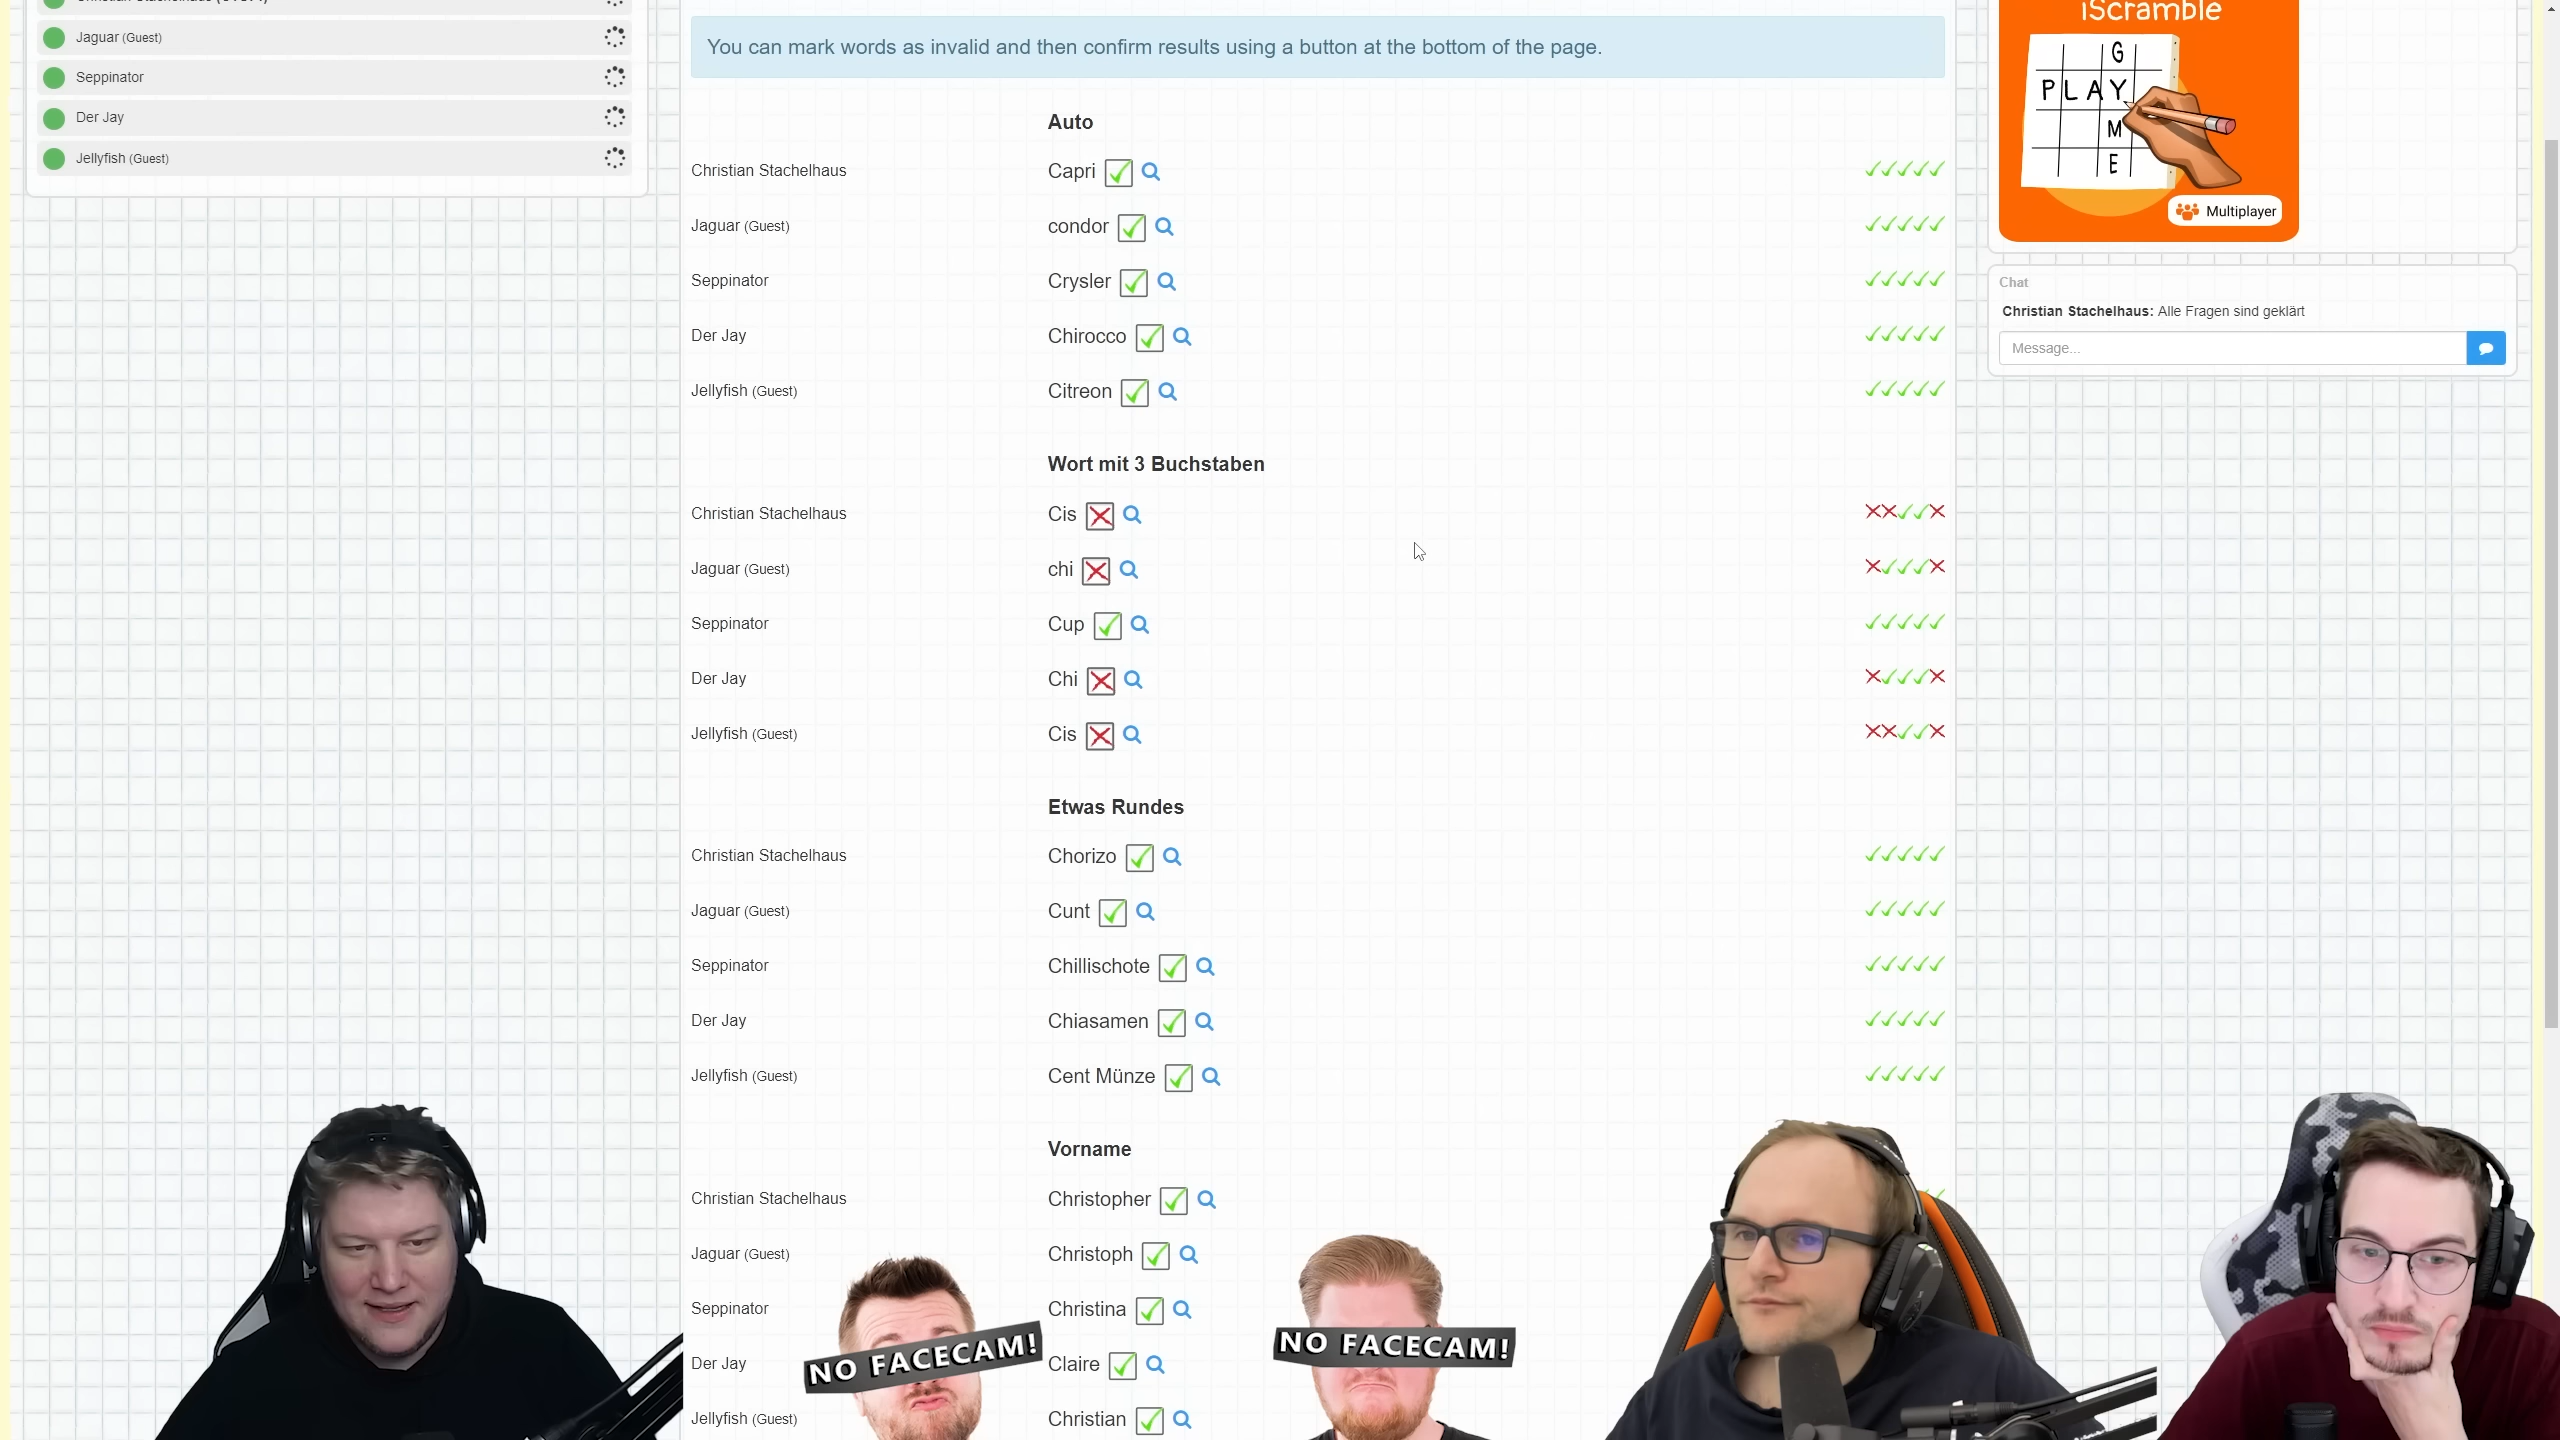 Jaguar (Guest)
Seppinator
Der Jay
Jellyfish (Guest)
You can mark words as invalid and then confirm results using a button at the bottom of the page.
Auto
Christian Stachelhaus Capri
Jaguar (Guest) condor
Seppinator Crysler
Der Jay Chirocco
Jellyfish (Guest) Citreon
Wort mit 3 Buchstaben
Christian Stachelhaus Cis
Jaguar (Guest) chi
Seppinator Cup
Der Jay Chi
Jellyfish (Guest) Cis
Etwas Rundes
Christian Stachelhaus Chorizo
Jaguar (Guest) Cunt
Seppinator Chillischote
Der Jay Chiasamen
Jellyfish (Guest) Cent Münze
Vorname
Christian Stachelhaus Christopher
Jaguar (Guest) Christoph
Seppinator Christina
Der Jay Claire
Jellyfish (Guest) Christian
NO FACECAM!
NO FACECAM!
iScramble
G
PLAY
M
E
Multiplayer
Chat
Christian Stachelhaus: Alle Fragen sind geklärt
Message...